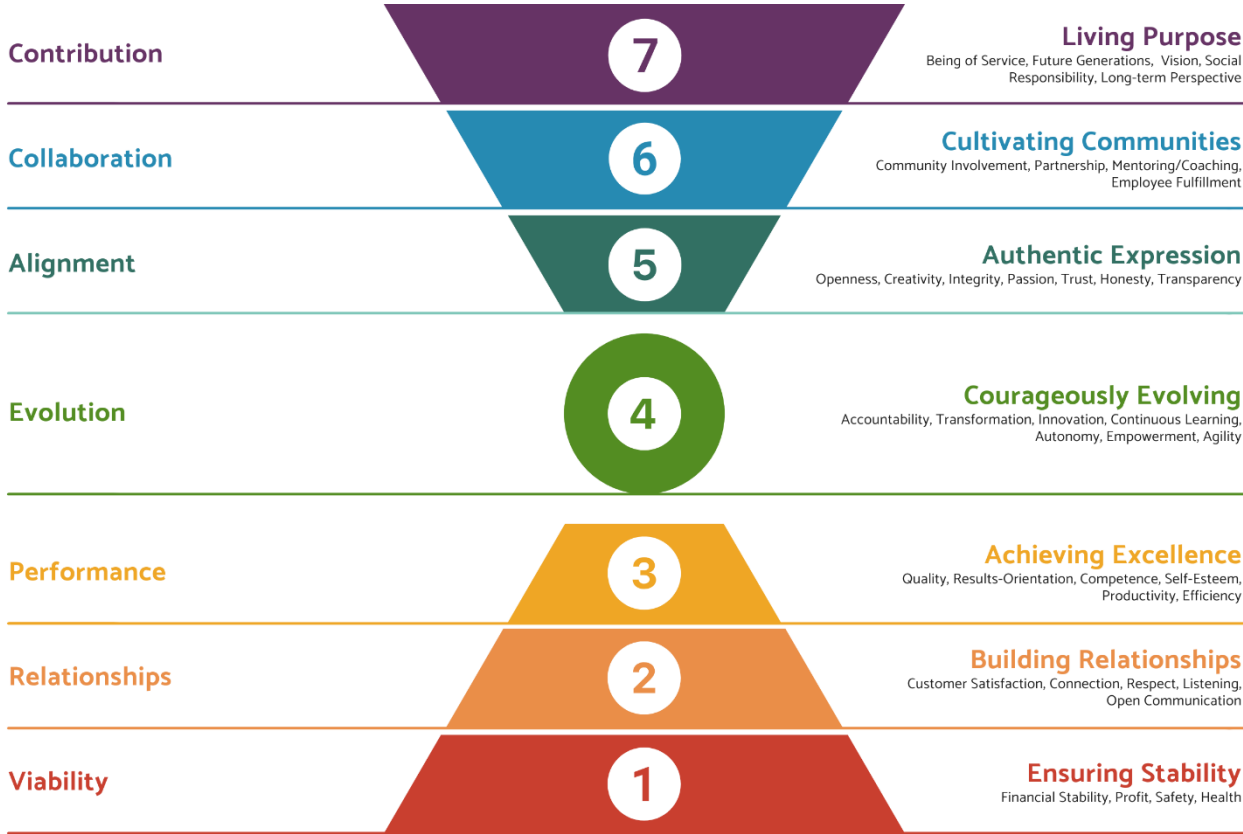 Contribution
7
Living Purpose
Being of Service, Future Generations, Vision, Social
Responsibility, Long-term Perspective
Collaboration
6
Cultivating Communities
Community Involvement, Partnership, Mentoring/Coaching,
Employee Fulfillment
Alignment
5
Authentic Expression
Openness, Creativity, Integrity, Passion, Trust, Honesty, Transparency
Evolution
4
Courageously Evolving
Accountability, Transformation, Innovation, Continuous Learning,
Autonomy, Empowerment, Agility
Performance
3
Achieving Excellence
Quality, Results-Orientation, Competence, Self-Esteem,
Productivity, Efficiency
Relationships
2
Building Relationships
Customer Satisfaction, Connection, Respect, Listening,
Open Communication
Viability
1
Ensuring Stability
Financial Stability, Profit, Safety, Health